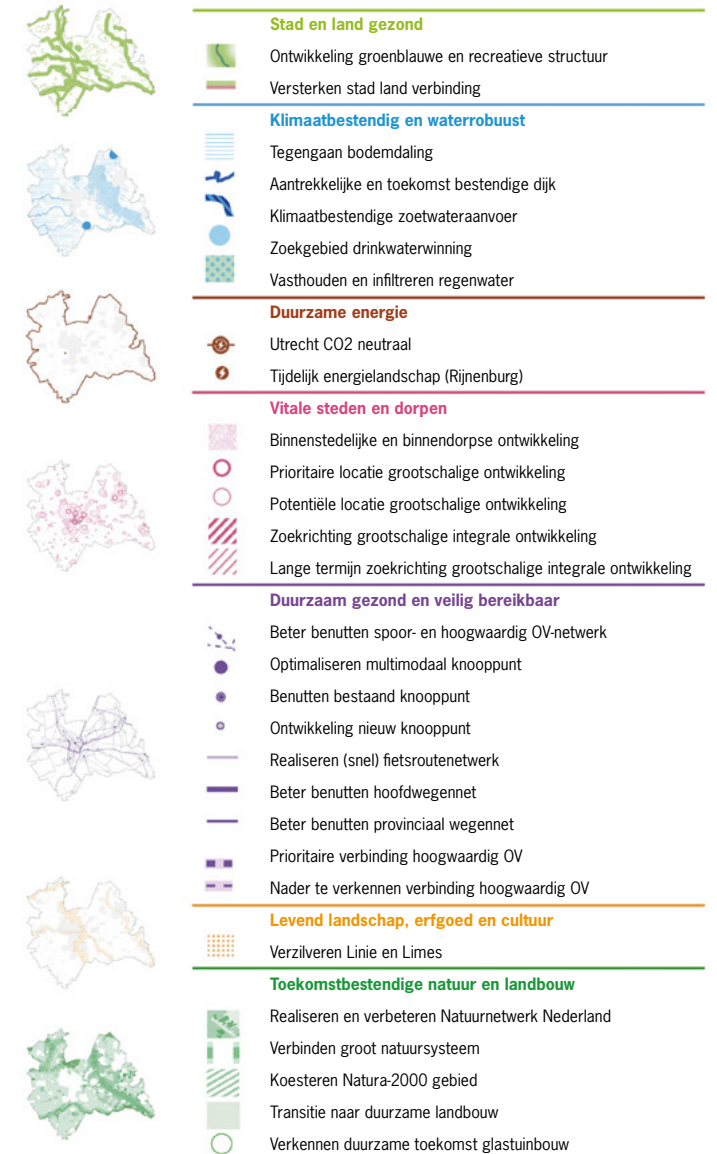 Stad en land gezond
Ontwikkeling groenblauwe en recreatieve structuur
Versterken stad land verbinding
Klimaatbestendig en waterrobuust
Tegengaan bodemdaling
Aantrekkelijke en toekomst bestendige dijk
Klimaatbestendige zoetwateraanvoer
Zoekgebied drinkwaterwinning
Vasthouden en infiltreren regenwater
Duurzame energie
Utrecht CO2 neutraal
Tijdelijk energielandschap (Rijnenburg)
Vitale steden en dorpen
Binnenstedelijke en binnendorpse ontwikkeling
Prioritaire locatie grootschalige ontwikkeling
Potentiële locatie grootschalige ontwikkeling
Zoekrichting grootschalige integrale ontwikkeling
Lange termijn zoekrichting grootschalige integrale ontwikkeling
Duurzaam gezond en veilig bereikbaar
Beter benutten spoor- en hoogwaardig OV-netwerk
Optimaliseren multimodaal knooppunt
Benutten bestaand knooppunt
Ontwikkeling nieuw knooppunt
Realiseren (snel) fietsroutenetwerk
Beter benutten hoofdwegennet
Beter benutten provinciaal wegennet
Prioritaire verbinding hoogwaardig OV
Nader te verkennen verbinding hoogwaardig OV
Levend landschap, erfgoed en cultuur
Verzilveren Linie en Limes
Toekomstbestendige natuur en landbouw
Realiseren en verbeteren Natuurnetwerk Nederland
Verbinden groot natuursysteem
Koesteren Natura-2000 gebied
Transitie naar duurzame landbouw
Verkennen duurzame toekomst glastuinbouw